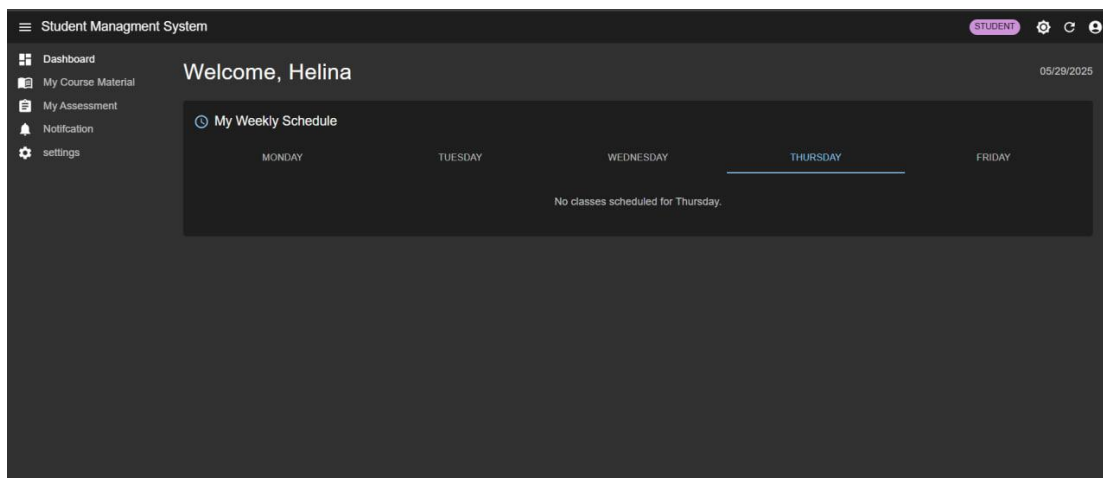 Student Managment System
STUDENT
Dashboard
My Course Material
My Assessment
Notifcation
settings
Welcome, Helina
05/29/2025
My Weekly Schedule
MONDAY TUESDAY WEDNESDAY THURSDAY FRIDAY
No classes scheduled for Thursday.